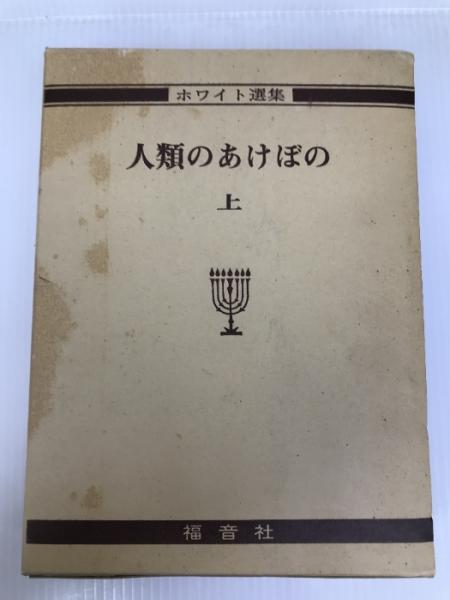 ホワイト選集
人類のあけぼの
上
福音社